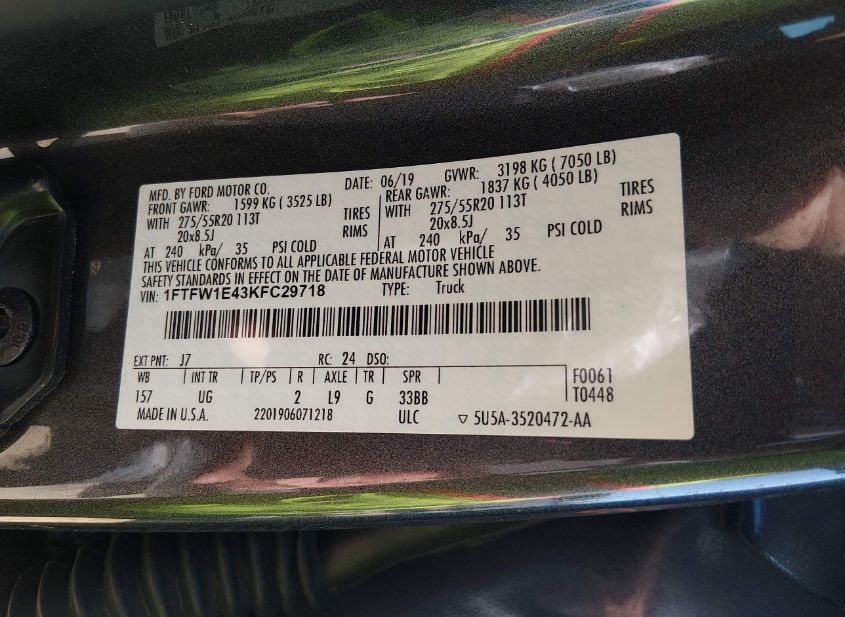 MFD. BY FORD MOTOR CO. DATE: 06/19 GVWR: 3198 KG ( 7050 LB)
FRONT GAWR: 1599 KG ( 3525 LB) REAR GAWR: 1837 KG ( 4050 LB)
WITH 275/55R20 113T TIRES WITH 275/55R20 113T TIRES
20x8.5J RIMS 20x8.5J RIMS
AT 240 kPa/ 35 PSI COLD AT 240 kPa/ 35 PSI COLD
THIS VEHICLE CONFORMS TO ALL APPLICABLE FEDERAL MOTOR VEHICLE
SAFETY STANDARDS IN EFFECT ON THE DATE OF MANUFACTURE SHOWN ABOVE.
VIN: 1FTFW1E43KFC29718 TYPE: Truck
EXT PNT: J7 RC: 24 DSO:
WB INT TR TP/PS R AXLE TR SPR F0061
157 UG 2 L9 G 33BB T0448
MADE IN U.S.A. 2201906071218 ULC ▽ 5U5A-3520472-AA